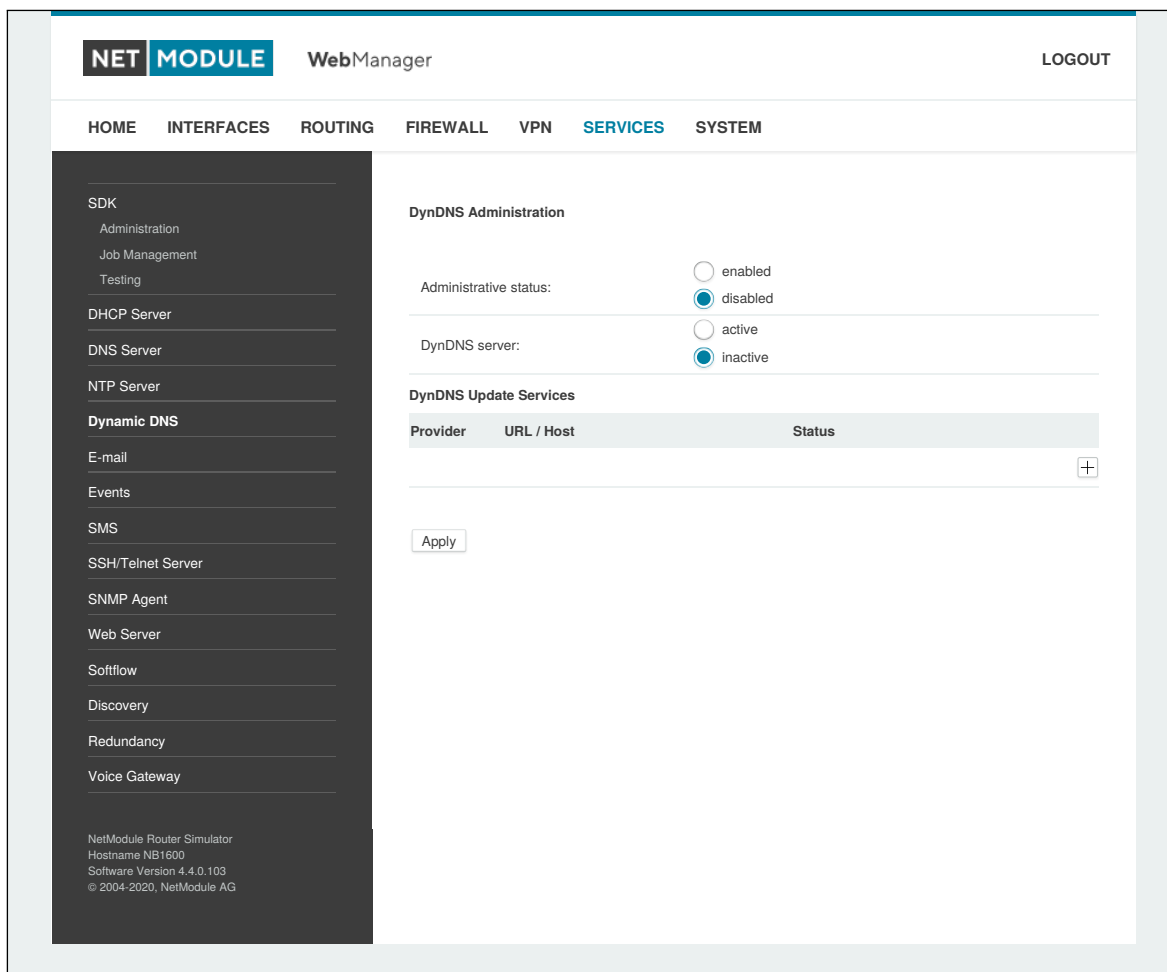 NET MODULE WebManager LOGOUT
HOME INTERFACES ROUTING FIREWALL VPN SERVICES SYSTEM
SDK
Administration
Job Management
Testing
DHCP Server
DNS Server
NTP Server
Dynamic DNS
E-mail
Events
SMS
SSH/Telnet Server
SNMP Agent
Web Server
Softflow
Discovery
Redundancy
Voice Gateway
NetModule Router Simulator
Hostname NB1600
Software Version 4.4.0.103
© 2004-2020, NetModule AG
DynDNS Administration
Administrative status:
enabled
disabled
DynDNS server:
active
inactive
DynDNS Update Services
Provider URL / Host Status
Apply